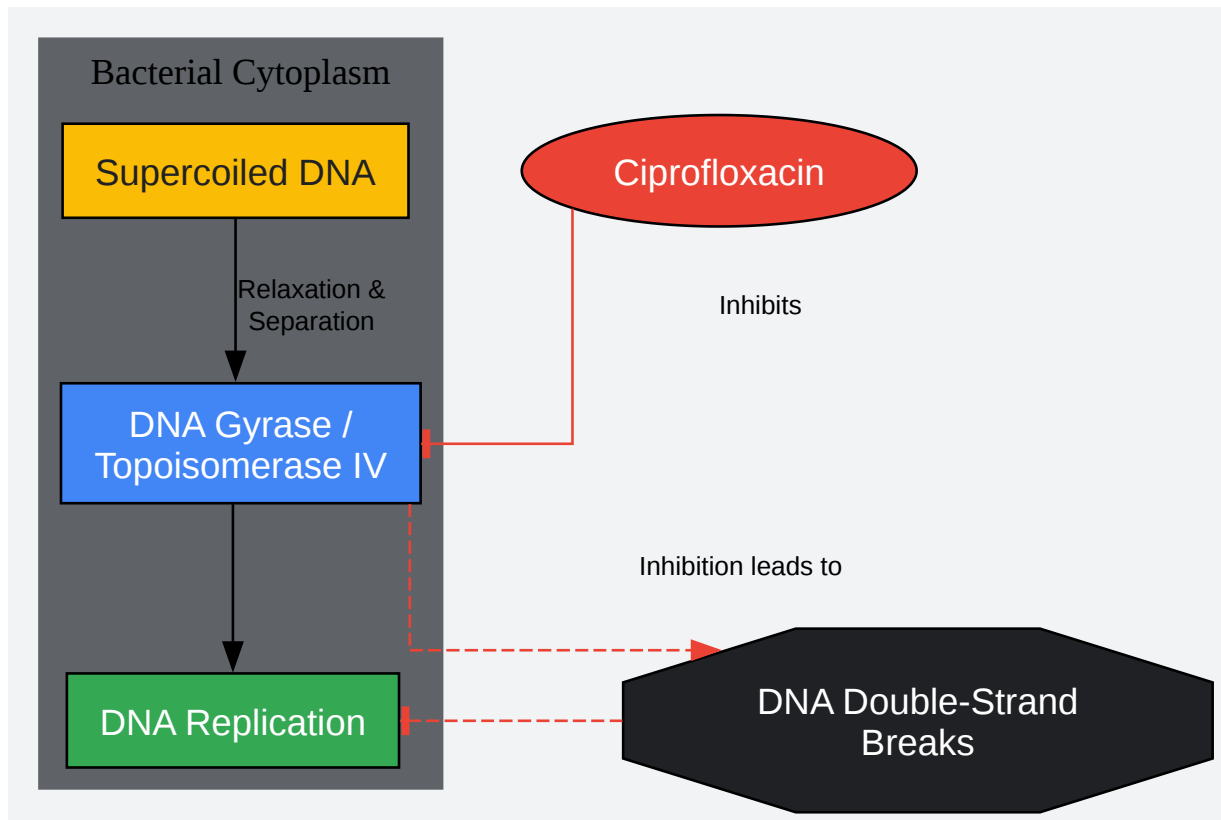 Bacterial Cytoplasm
Supercoiled DNA
Ciprofloxacin
Relaxation &
Separation
Inhibits
DNA Gyrase /
Topoisomerase IV
Inhibition leads to
DNA Replication
DNA Double-Strand
Breaks